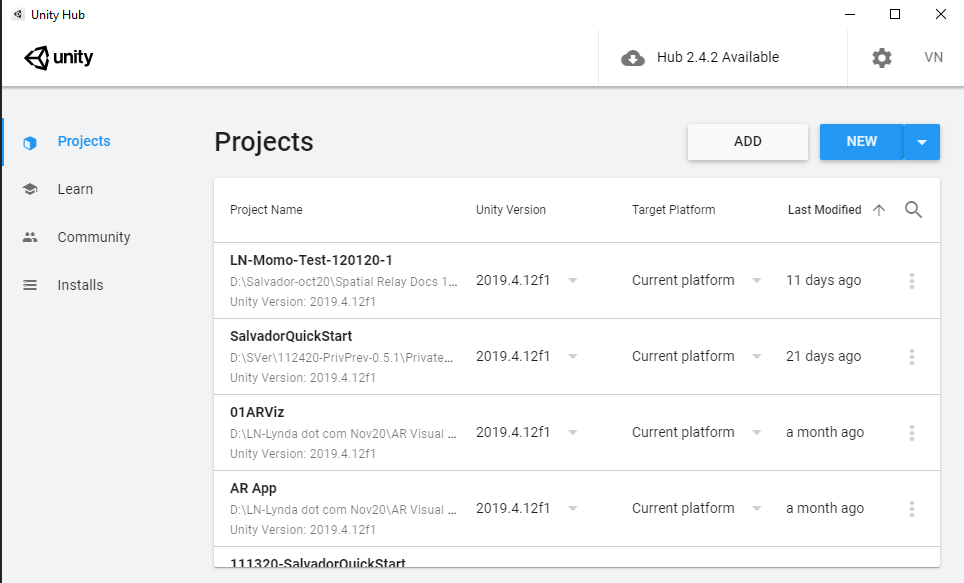 Unity Hub
unity
Hub 2.4.2 Available
VN
Projects
Learn
Community
Installs
Projects
ADD
NEW
Project Name Unity Version Target Platform Last Modified
LN-Momo-Test-120120-1
D:\Salvador-oct20\Spatial Relay Docs 1...
Unity Version: 2019.4.12f1
2019.4.12f1 Current platform 11 days ago
SalvadorQuickStart
D:\SVer\112420-PrivPrev-0.5.1\Private...
Unity Version: 2019.4.12f1
2019.4.12f1 Current platform 21 days ago
01ARViz
D:\LN-Lynda dot com Nov20\AR Visual ...
Unity Version: 2019.4.12f1
2019.4.12f1 Current platform a month ago
AR App
D:\LN-Lynda dot com Nov20\AR Visual ...
Unity Version: 2019.4.12f1
2019.4.12f1 Current platform a month ago
111320-SalvadorQuickStart